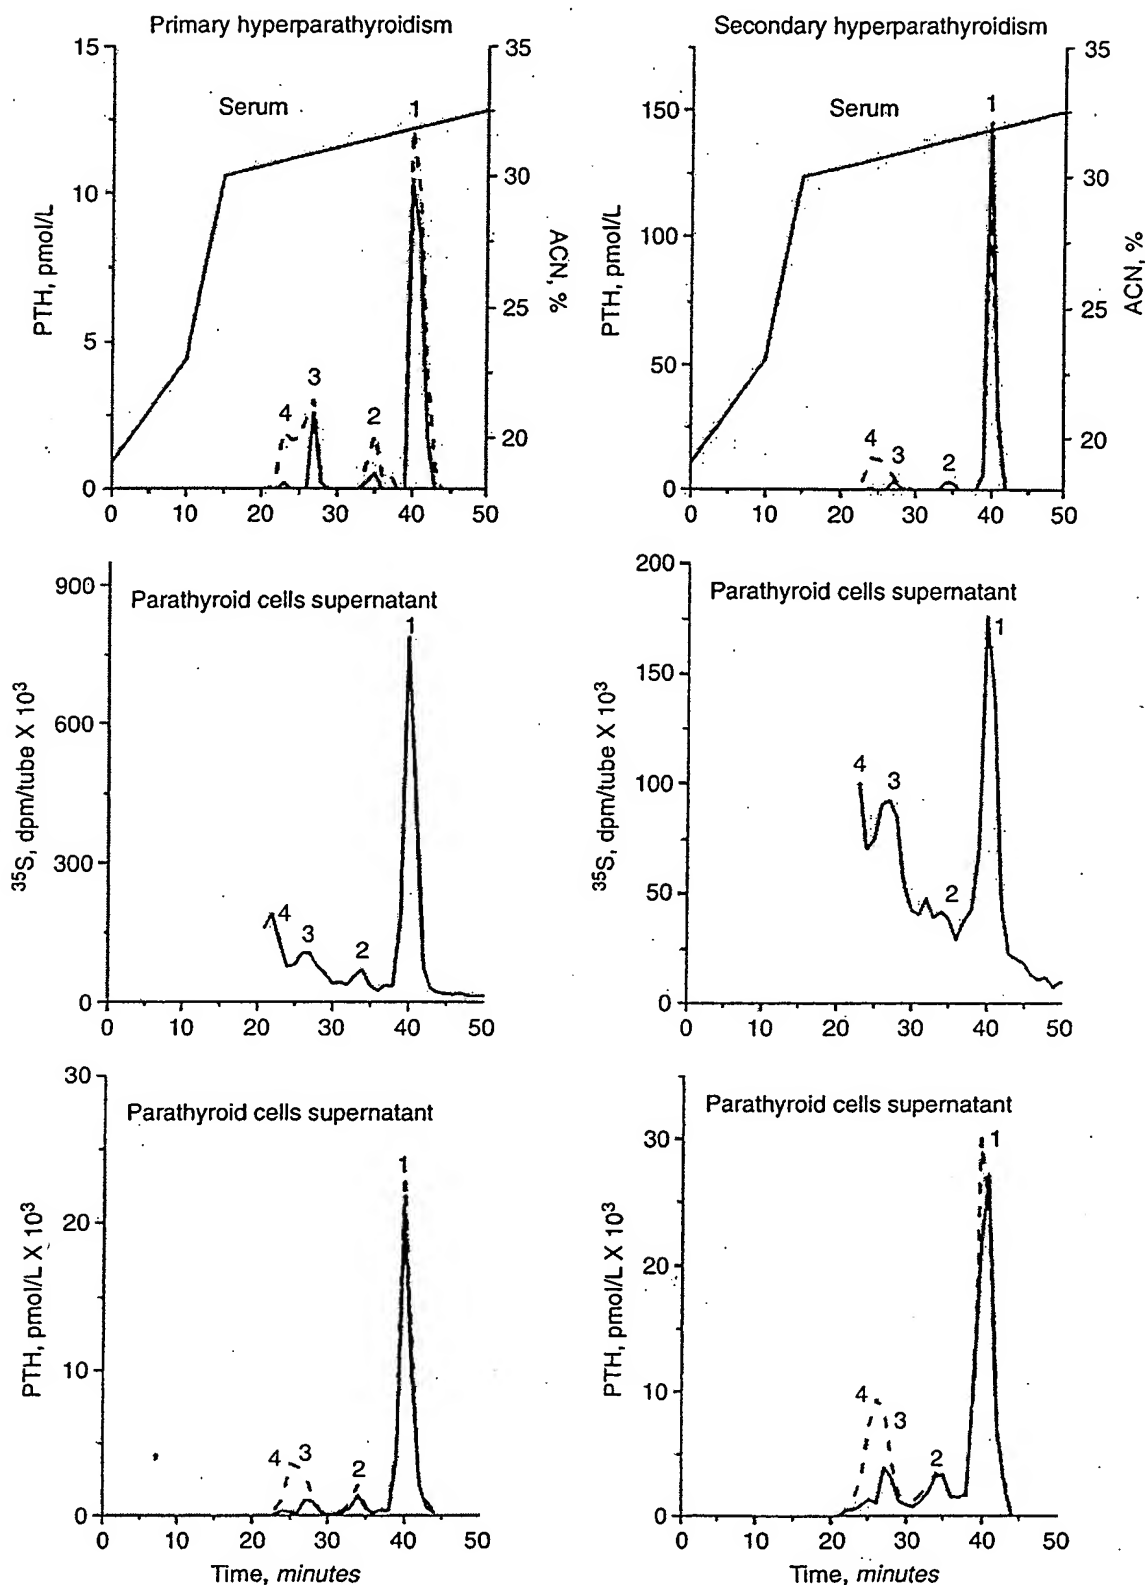 Primary hyperparathyroidism
15
10
5
0
PTH, pmol/L
Serum
1
2
3
4
35
30
25
20
ACN, %
0 10 20 30 40 50
Secondary hyperparathyroidism
150
100
50
0
PTH, pmol/L
Serum
1
2
3
4
35
30
25
20
ACN, %
0 10 20 30 40 50
Parathyroid cells supernatant
900
600
300
0
³⁵S, dpm/tube X 10³
1
2
3
4
0 10 20 30 40 50
Parathyroid cells supernatant
200
150
100
50
0
³⁵S, dpm/tube X 10³
1
2
3
4
0 10 20 30 40 50
Parathyroid cells supernatant
30
20
10
0
PTH, pmol/L X 10³
1
2
3
4
0 10 20 30 40 50
Time, minutes
Parathyroid cells supernatant
30
20
10
0
PTH, pmol/L X 10³
1
2
3
4
0 10 20 30 40 50
Time, minutes